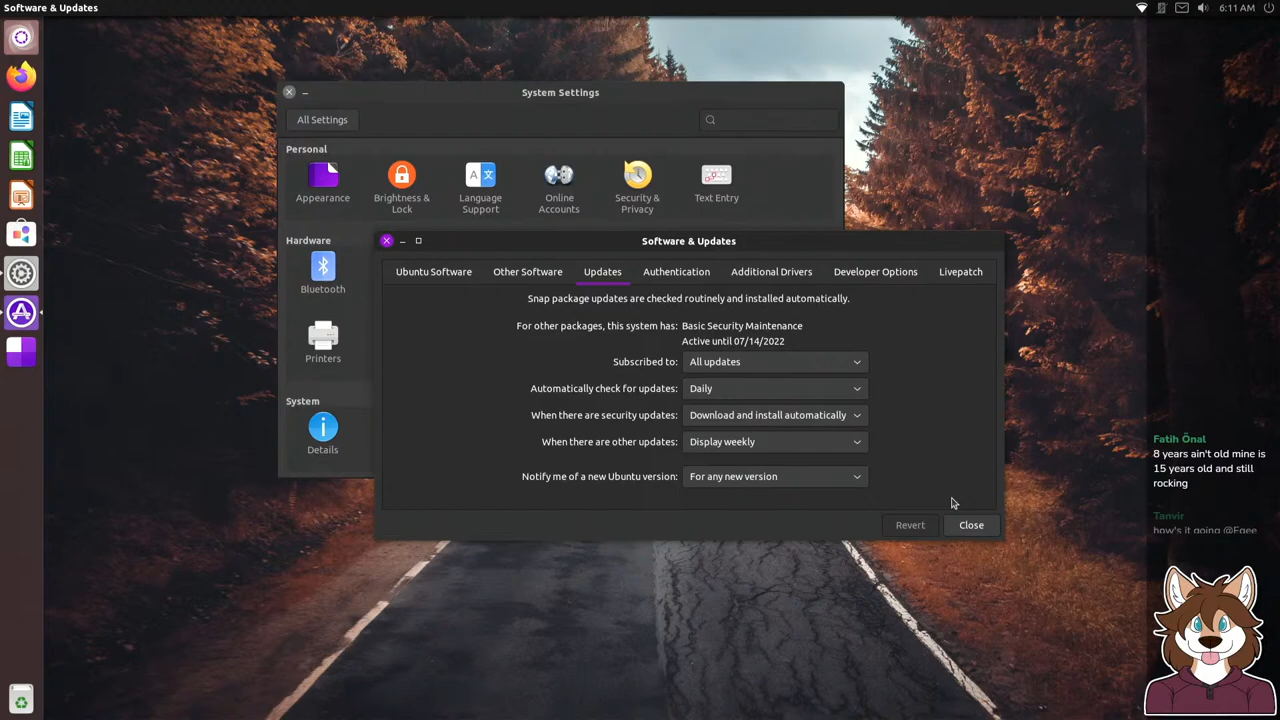 Software & Updates
6:11 AM
System Settings
All Settings
Personal
Appearance
Brightness &
Lock
Language
Support
Online
Accounts
Security &
Privacy
Text Entry
Hardware
Bluetooth
Printers
System
Details
Software & Updates
Ubuntu Software
Other Software
Updates
Authentication
Additional Drivers
Developer Options
Livepatch
Snap package updates are checked routinely and installed automatically.
For other packages, this system has: Basic Security Maintenance
Active until 07/14/2022
Subscribed to: All updates
Automatically check for updates: Daily
When there are security updates: Download and install automatically
When there are other updates: Display weekly
Notify me of a new Ubuntu version: For any new version
Revert
Close
Fatih Önal
8 years ain't old mine is
15 years old and still
rocking
Tanvir
how's it going @Egee